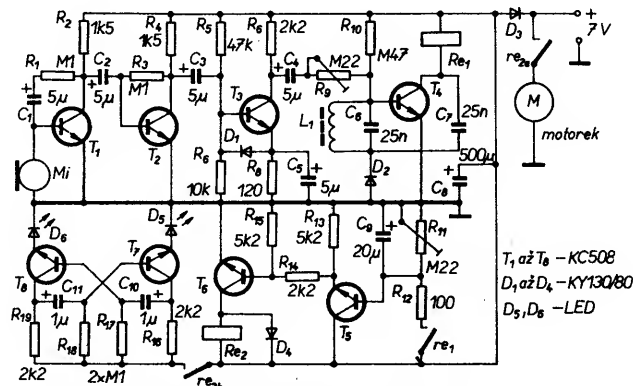 R2 1k5
R4 1k5
R5 47k
R6 2k2
R10 M47
Re1
D3
+
7V
R1 M1
C2 5µ
R3 M1
C3 5µ
C4 5µ
R9 M22
re2a
5µ
C1
T1
T2
T3
T4
L1
C6 25n
C7 25n
M
motorek
Mi
D1
R6 10k
R8 120
C5 5µ
D2
500µ
C8
D6
D5
R15 5k2
R13 5k2
C9 20µ
R11 M22
T8
T7
T6
R14 2k2
T5
R12 100
T1 až T8 – KC508
D1 až D4 – KY130/80
D5, D6 – LED
C11 1µ
C10 1µ
2k2
R19
R18
R17
R16
Re2
D4
re1
2k2
2xM1